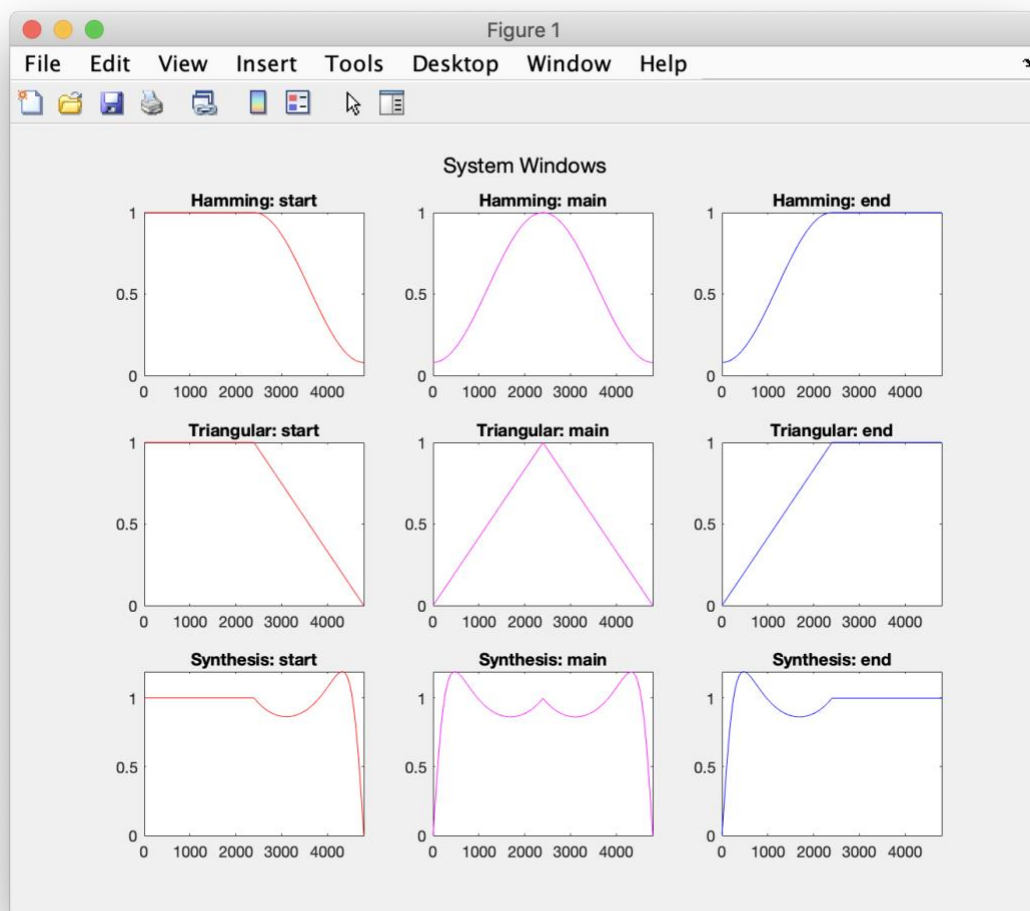 Figure 1
File Edit View Insert Tools Desktop Window Help
System Windows
Hamming: start Hamming: main Hamming: end
1 1 1
0.5 0.5 0.5
0 0 0
0 1000 2000 3000 4000 0 1000 2000 3000 4000 0 1000 2000 3000 4000
Triangular: start Triangular: main Triangular: end
1 1 1
0.5 0.5 0.5
0 0 0
0 1000 2000 3000 4000 0 1000 2000 3000 4000 0 1000 2000 3000 4000
Synthesis: start Synthesis: main Synthesis: end
1 1 1
0.5 0.5 0.5
0 0 0
0 1000 2000 3000 4000 0 1000 2000 3000 4000 0 1000 2000 3000 4000